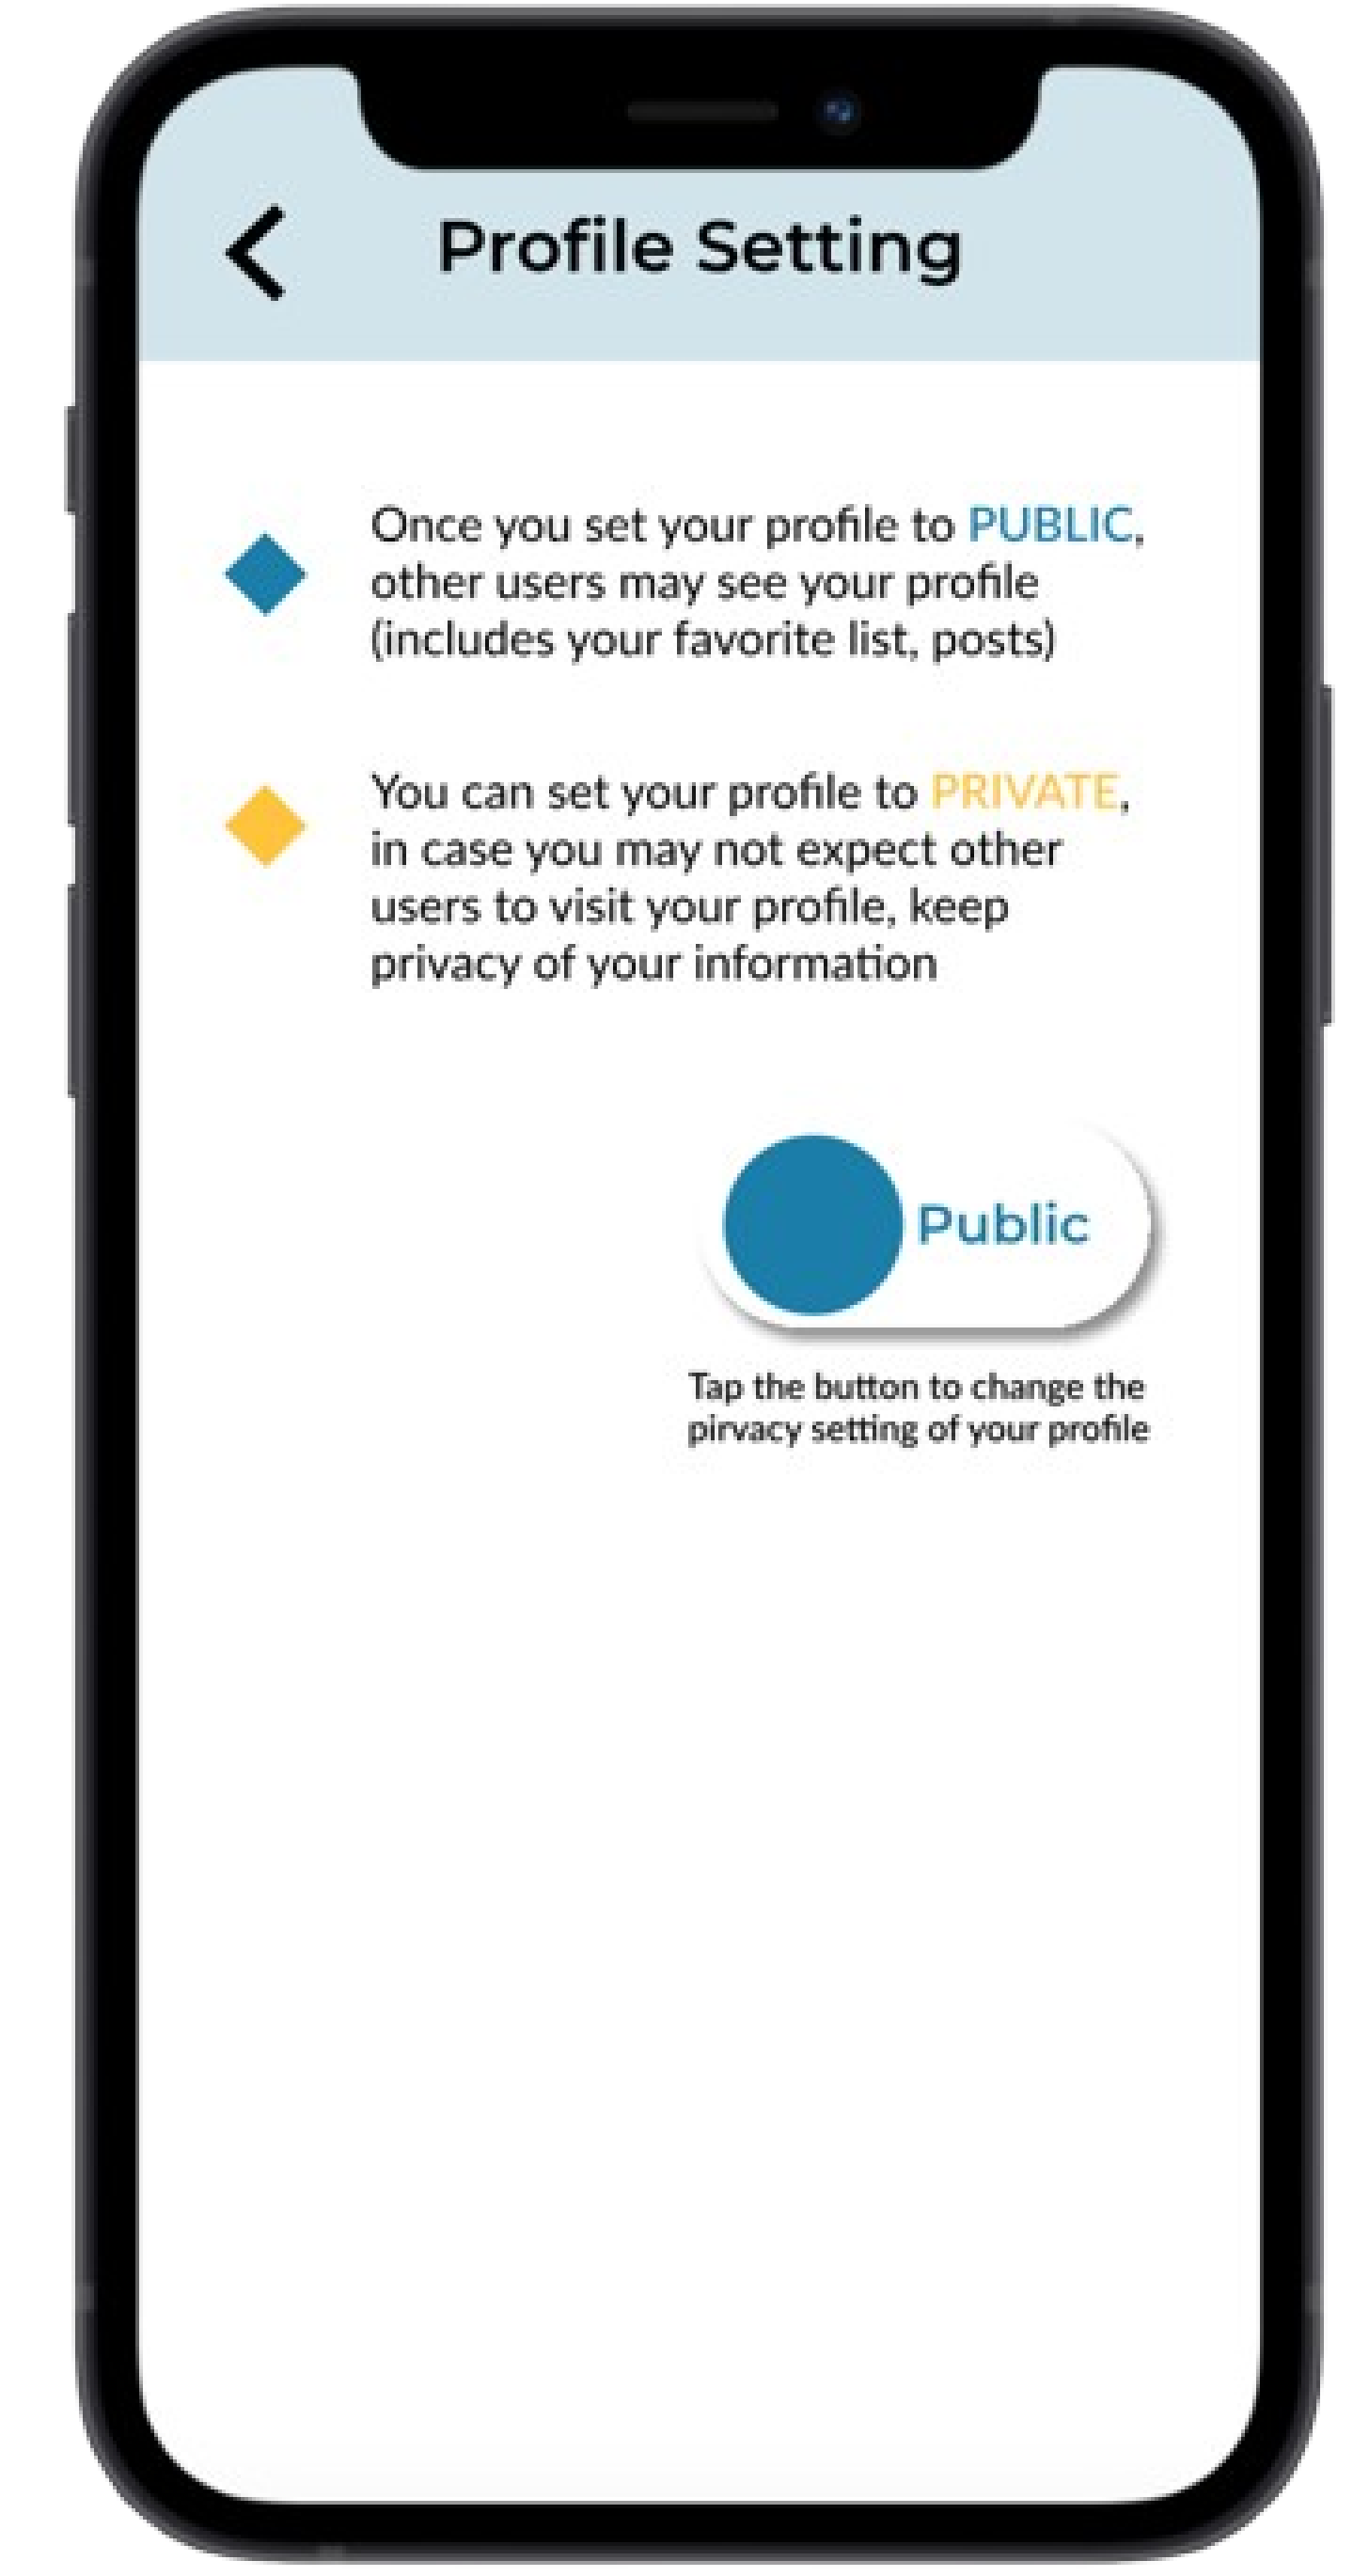 Profile Setting
Once you set your profile to PUBLIC,
other users may see your profile
(includes your favorite list, posts)
You can set your profile to PRIVATE,
in case you may not expect other
users to visit your profile, keep
privacy of your information
Public
Tap the button to change the
pirvacy setting of your profile